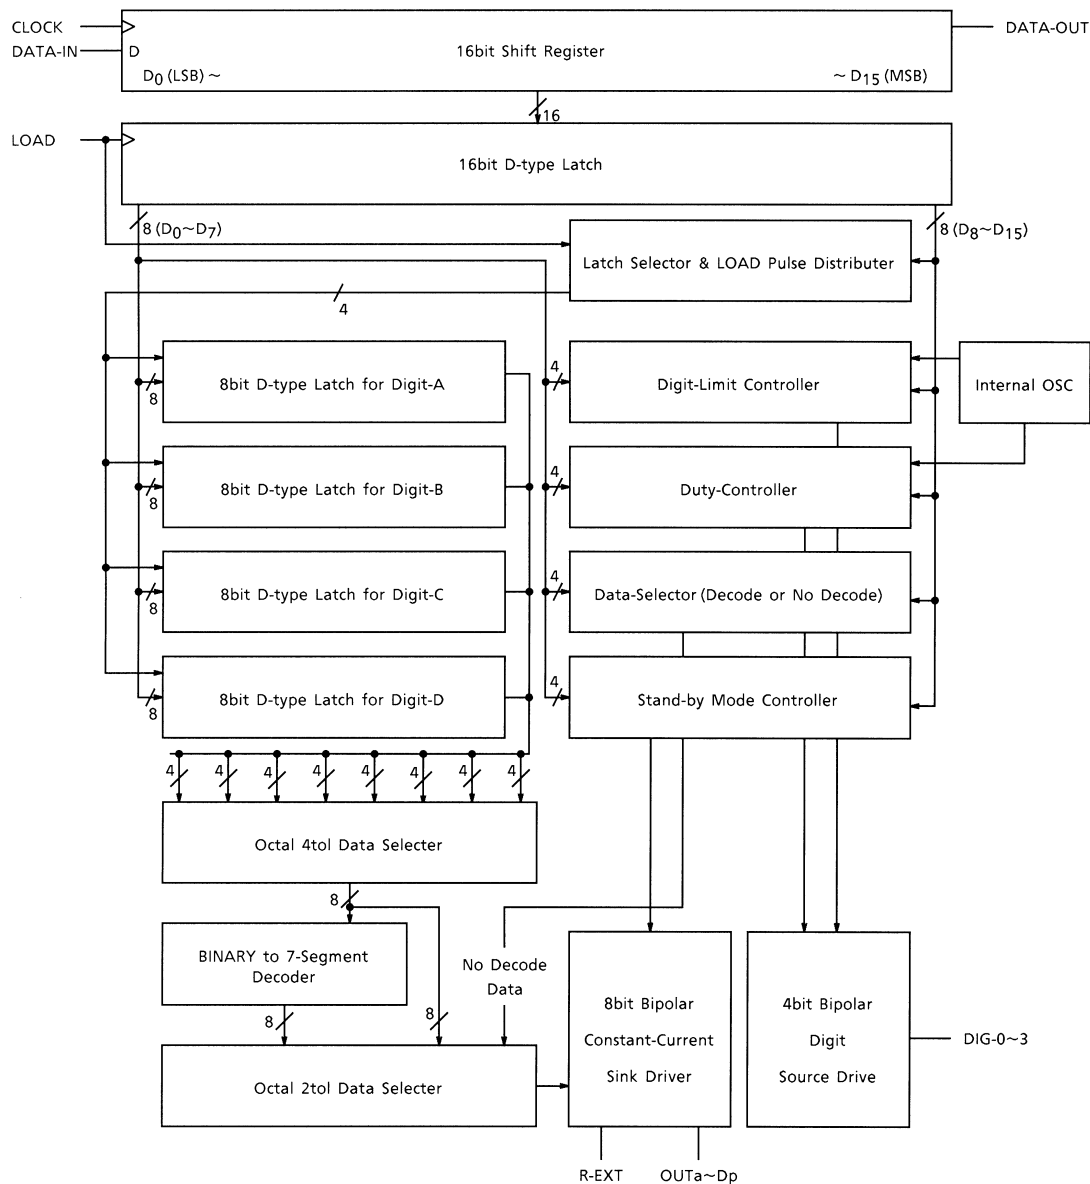 CLOCK
DATA-IN
D
16bit Shift Register
DATA-OUT
D0 (LSB) ~
~ D15 (MSB)
16
LOAD
16bit D-type Latch
8 (D0~D7)
8 (D8~D15)
Latch Selector & LOAD Pulse Distributer
4
8bit D-type Latch for Digit-A
8
4
Digit-Limit Controller
Internal OSC
8bit D-type Latch for Digit-B
8
4
Duty-Controller
8bit D-type Latch for Digit-C
8
4
Data-Selector (Decode or No Decode)
8bit D-type Latch for Digit-D
8
4
Stand-by Mode Controller
4 4 4 4 4 4 4 4
Octal 4tol Data Selecter
8
BINARY to 7-Segment
Decoder
No Decode
Data
8
8
Octal 2tol Data Selecter
8bit Bipolar
Constant-Current
Sink Driver
4bit Bipolar
Digit
Source Drive
DIG-0~3
R-EXT
OUTa~Dp